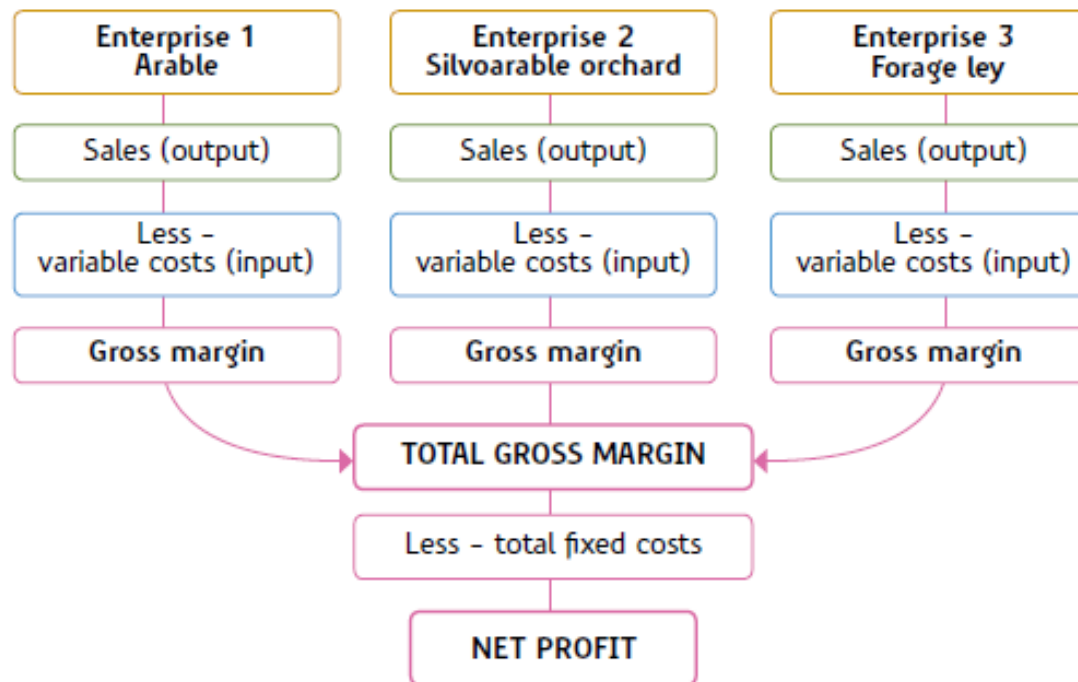 Enterprise 1
Arable
Sales (output)
Less –
variable costs (input)
Gross margin
Enterprise 2
Silvoarable orchard
Sales (output)
Less –
variable costs (input)
Gross margin
Enterprise 3
Forage ley
Sales (output)
Less –
variable costs (input)
Gross margin
TOTAL GROSS MARGIN
Less – total fixed costs
NET PROFIT